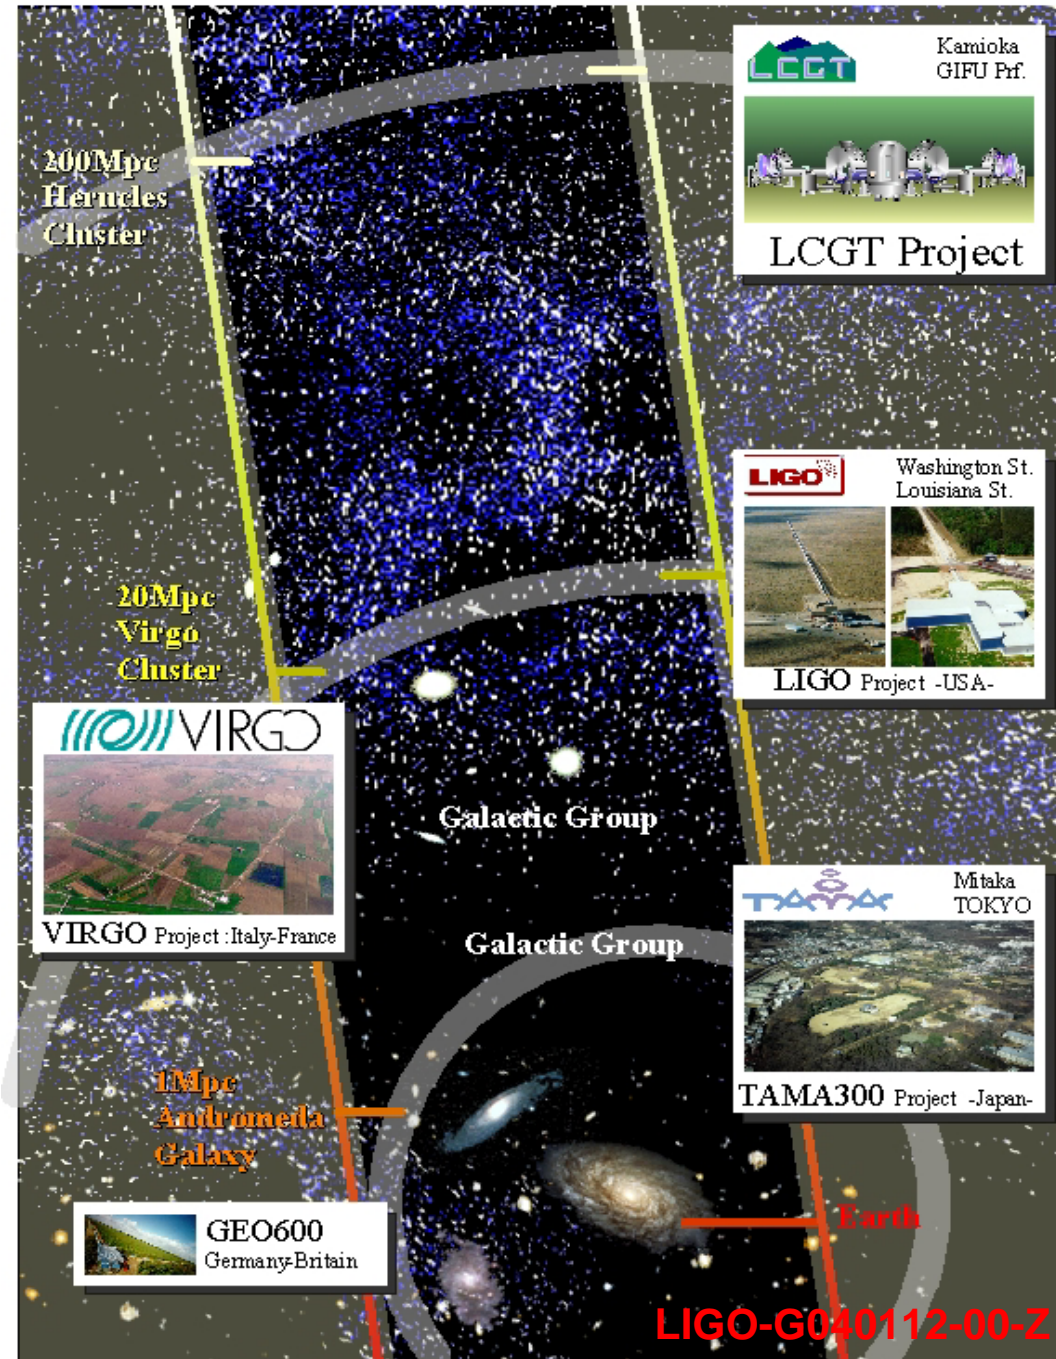 LCGT
Kamioka
GIFU Prf.
LCGT Project
200Mpc
Herucles
Cluster
LIGO
Washington St.
Louisiana St.
LIGO Project -USA-
20Mpc
Virgo
Cluster
VIRGO
VIRGO Project :Italy-France
Galactic Group
Galactic Group
TAMA
Mitaka
TOKYO
TAMA300 Project -Japan-
1Mpc
Andromeda
Galaxy
GEO600
Germany-Britain
Earth
LIGO-G040112-00-Z